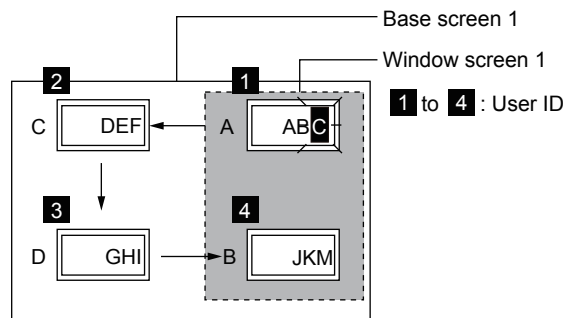 Base screen 1
Window screen 1
1 to 4 : User ID
2 1
C DEF A ABC
3 4
D GHI B JKM